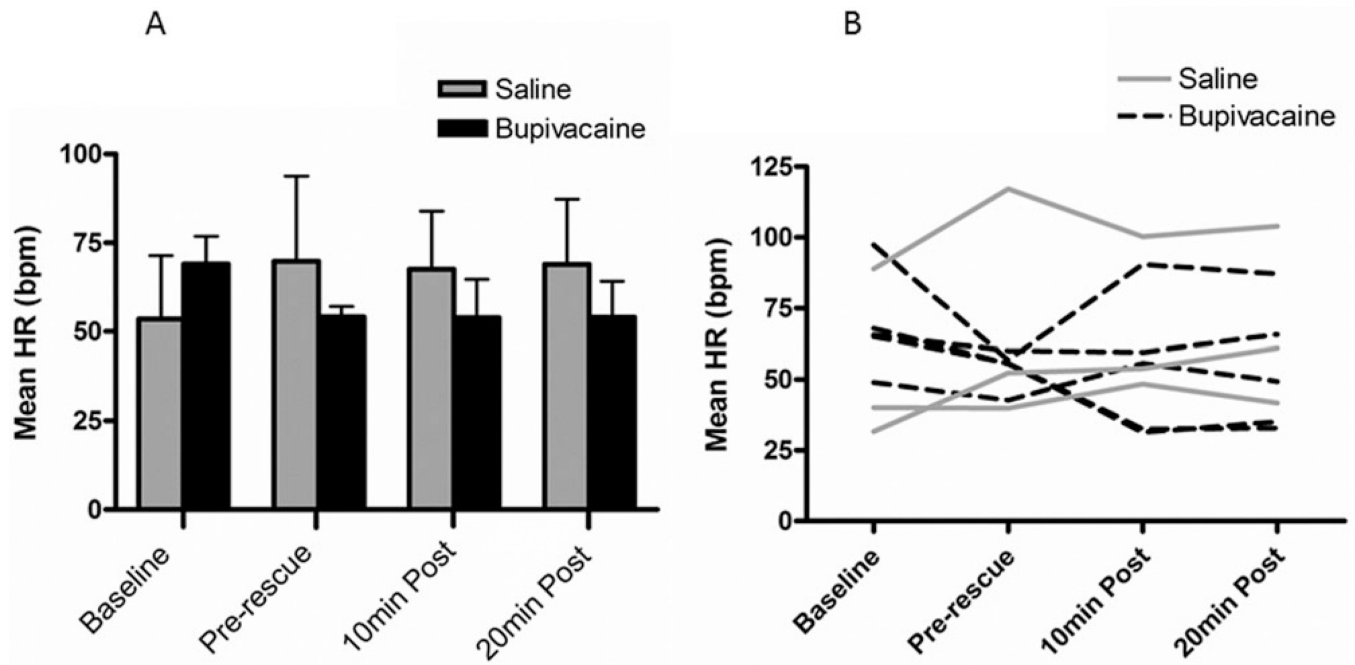 A
Saline
Bupivacaine
Mean HR (bpm)
100
75
50
25
0
Baseline
Pre-rescue
10min Post
20min Post
B
Saline
Bupivacaine
Mean HR (bpm)
125
100
75
50
25
0
Baseline
Pre-rescue
10min Post
20min Post